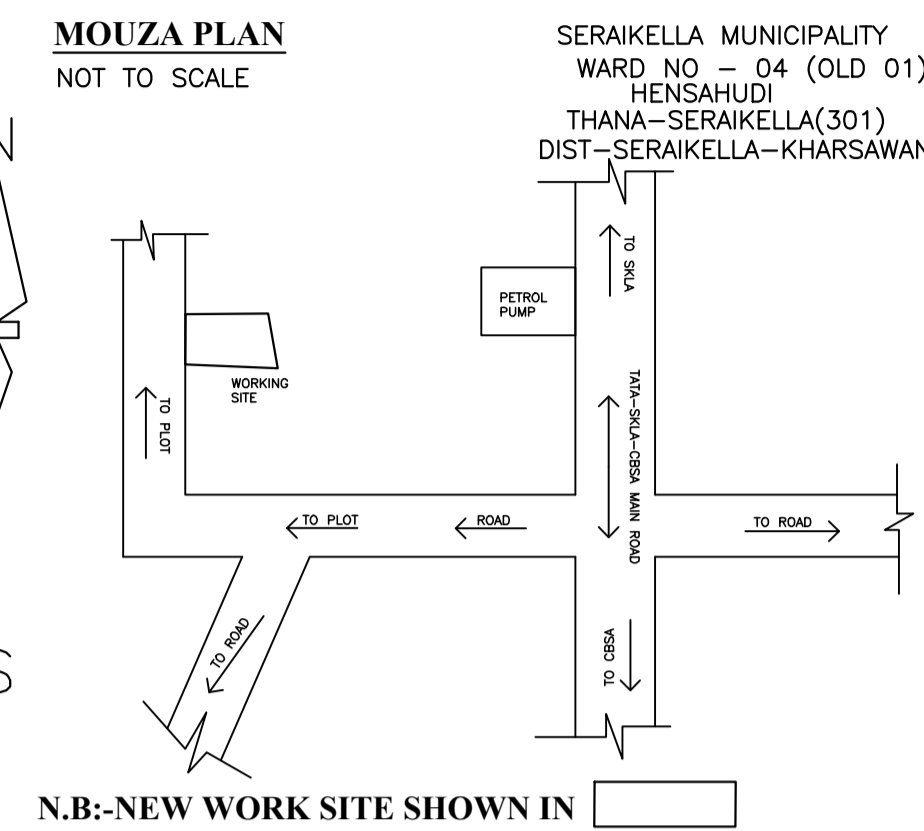 MOUZA PLAN
NOT TO SCALE
SERAIKELLA MUNICIPALITY
WARD NO – 04 (OLD 01)
HENSAHUDI
THANA–SERAIKELLA(301)
DIST–SERAIKELLA–KHARSAWAN
N
TO SKLA
PETROL
PUMP
WORKING
SITE
TO PLOT
TATA–SKLA–CBSA MAIN ROAD
TO PLOT
ROAD
TO ROAD
TO ROAD
TO CBSA
S
N.B:-NEW WORK SITE SHOWN IN